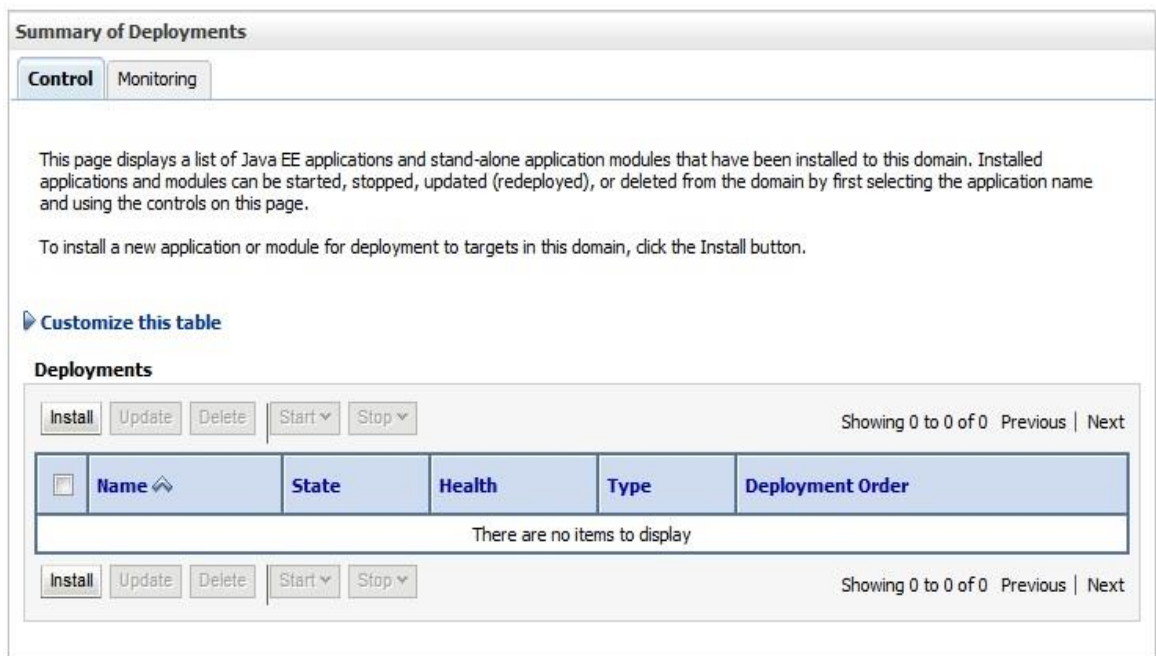 Summary of Deployments
Control Monitoring
This page displays a list of Java EE applications and stand-alone application modules that have been installed to this domain. Installed
applications and modules can be started, stopped, updated (redeployed), or deleted from the domain by first selecting the application name
and using the controls on this page.
To install a new application or module for deployment to targets in this domain, click the Install button.
Customize this table
Deployments
Install Update Delete Start Stop Showing 0 to 0 of 0 Previous | Next
Name State Health Type Deployment Order
There are no items to display
Install Update Delete Start Stop Showing 0 to 0 of 0 Previous | Next